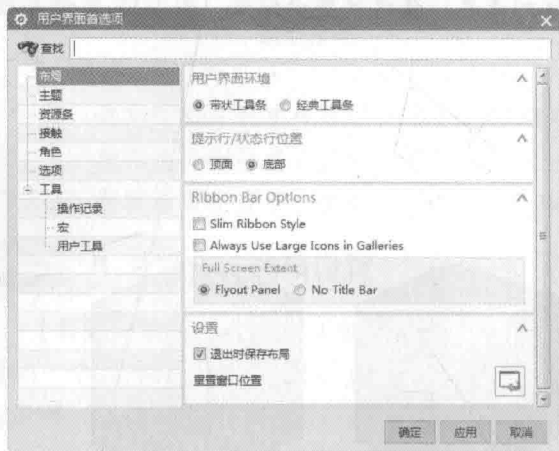 用户界面首选项
查找
布局
主题
资源条
接触
角色
选项
工具
操作记录
宏
用户工具
用户界面环境
带状工具条 经典工具条
提示行/状态行位置
顶面 底部
Ribbon Bar Options
Slim Ribbon Style
Always Use Large Icons in Galleries
Full Screen Extent
Flyout Panel No Title Bar
设置
退出时保存布局
重置窗口位置
确定 应用 取消